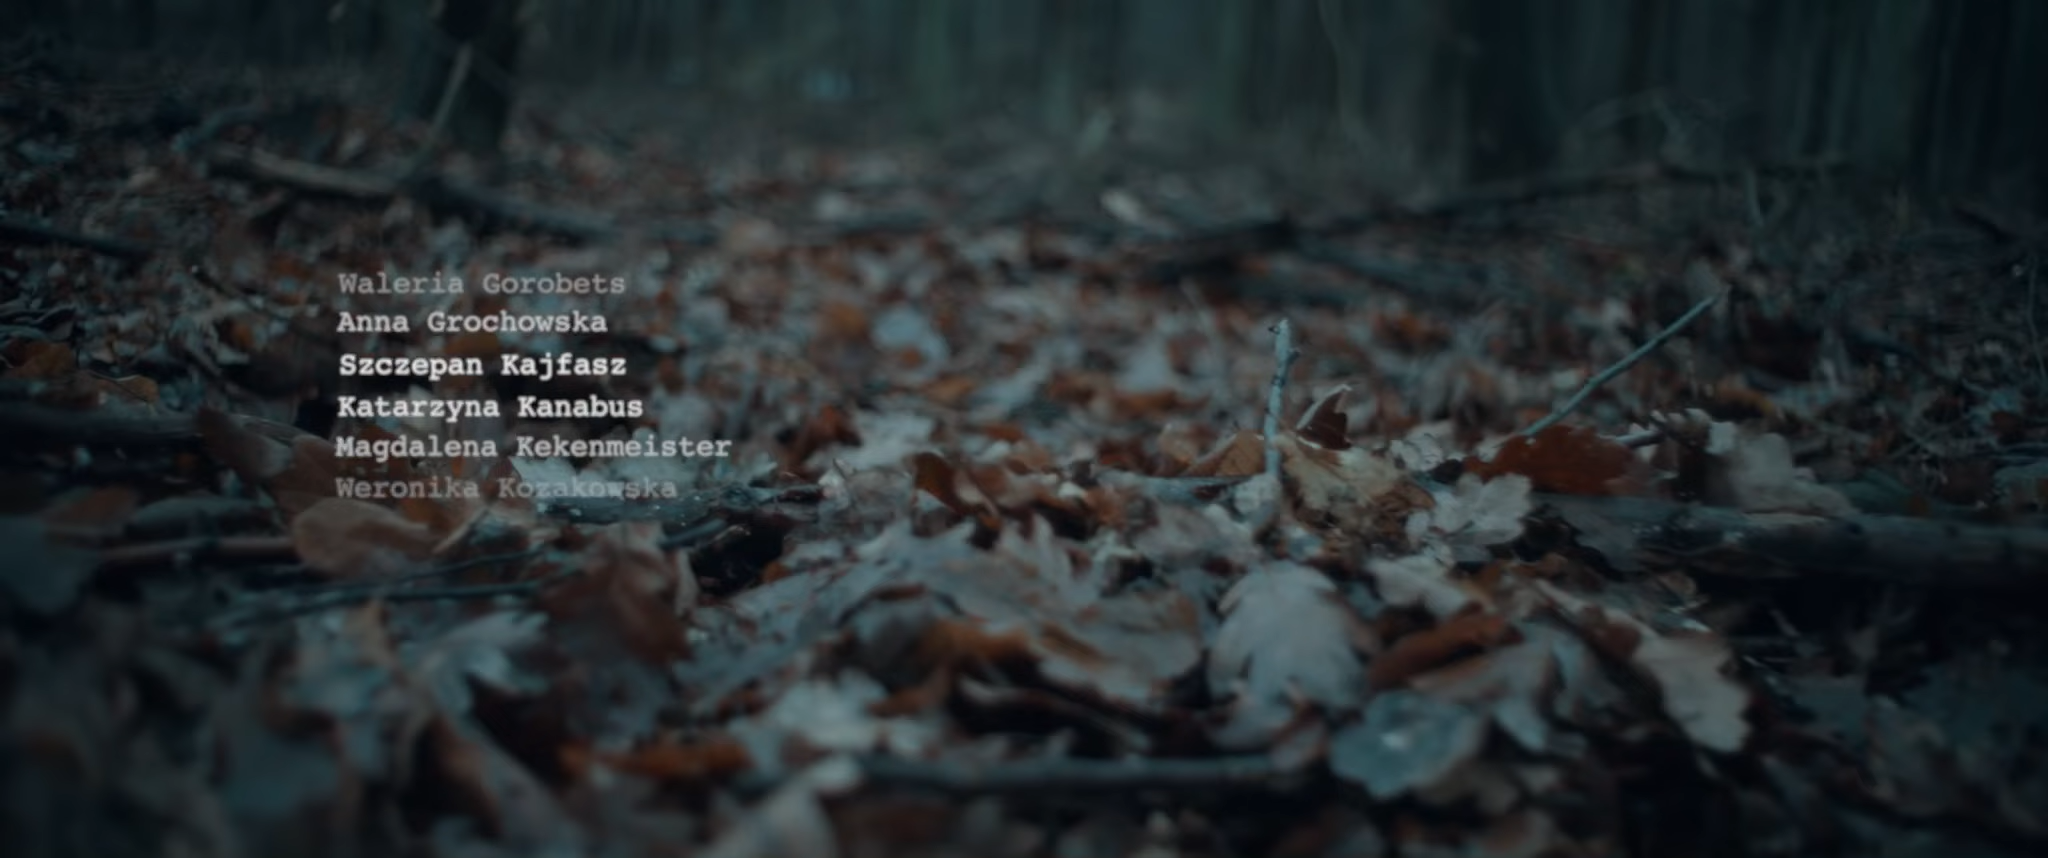 Waleria Gorobets
Anna Grochowska
Szczepan Kajfasz
Katarzyna Kanabus
Magdalena Kekenmeister
Weronika Kozakowska